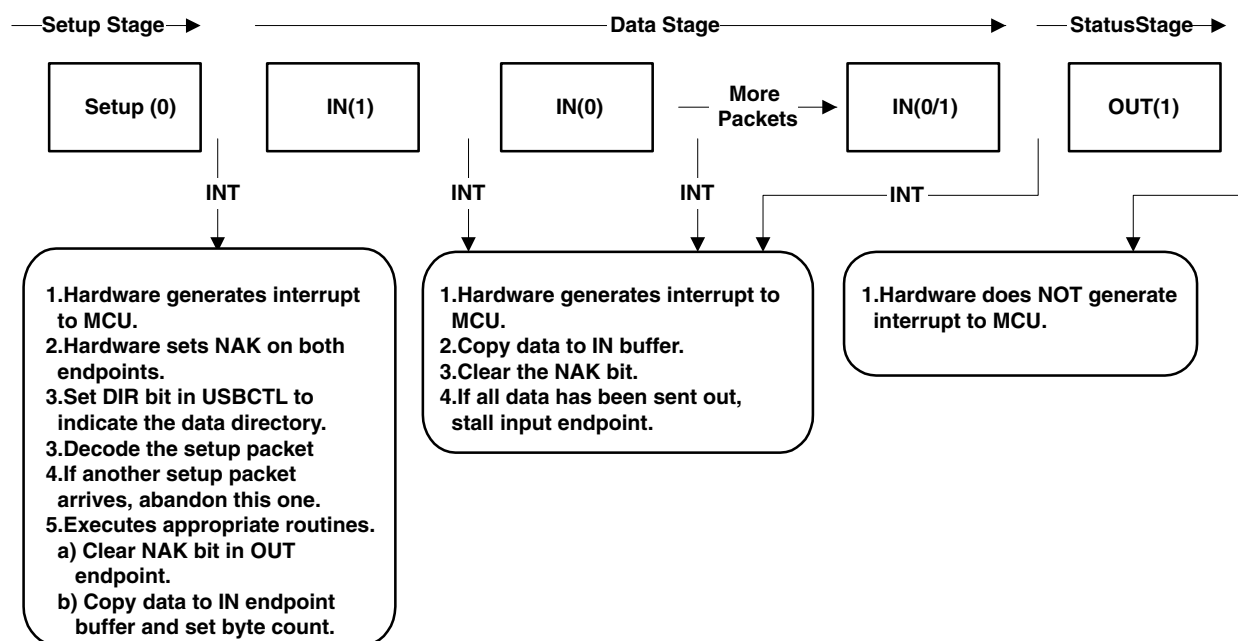 Setup Stage
Data Stage
StatusStage
Setup (0)
IN(1)
IN(0)
More
Packets
IN(0/1)
OUT(1)
INT
INT
INT
INT
1.Hardware generates interrupt
to MCU.
2.Hardware sets NAK on both
endpoints.
3.Set DIR bit in USBCTL to
indicate the data directory.
3.Decode the setup packet
4.If another setup packet
arrives, abandon this one.
5.Executes appropriate routines.
a) Clear NAK bit in OUT
endpoint.
b) Copy data to IN endpoint
buffer and set byte count.
1.Hardware generates interrupt to
MCU.
2.Copy data to IN buffer.
3.Clear the NAK bit.
4.If all data has been sent out,
stall input endpoint.
1.Hardware does NOT generate
interrupt to MCU.